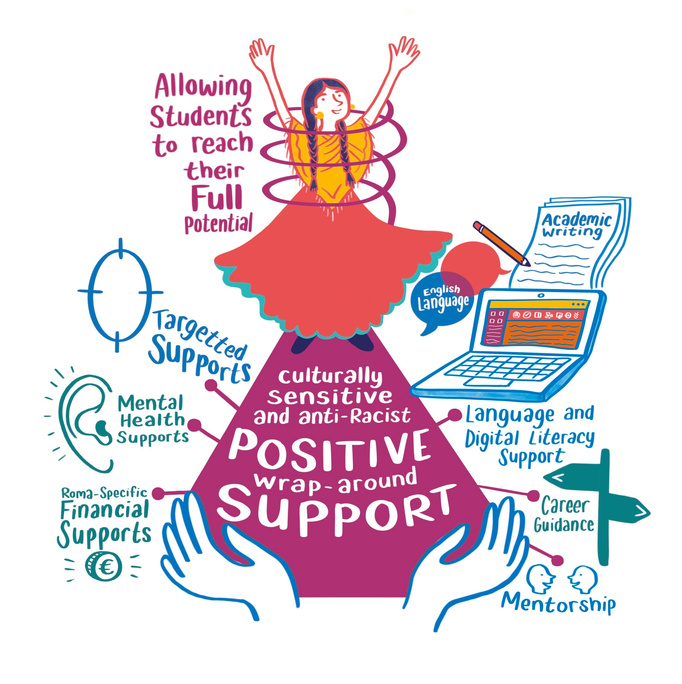 Allowing
Students
to reach
their
Full
Potential
Academic
Writing
English
Language
Targetted
Supports
Culturally
Sensitive
and anti-Racist
POSITIVE
wrap-around
SUPPORT
Mental
Health
Supports
Roma-Specific
Financial
Supports
€
Language and
Digital Literacy
Support
Career
Guidance
Mentorship